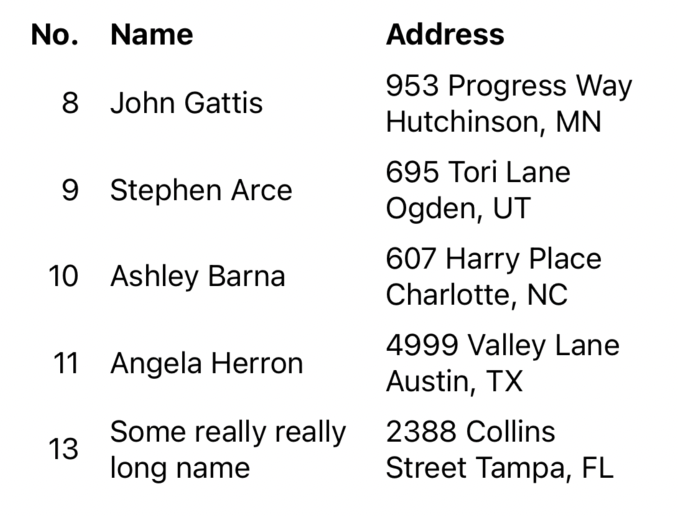 No. Name Address
8 John Gattis 953 Progress Way
Hutchinson, MN
9 Stephen Arce 695 Tori Lane
Ogden, UT
10 Ashley Barna 607 Harry Place
Charlotte, NC
11 Angela Herron 4999 Valley Lane
Austin, TX
13 Some really really long name 2388 Collins
Street Tampa, FL